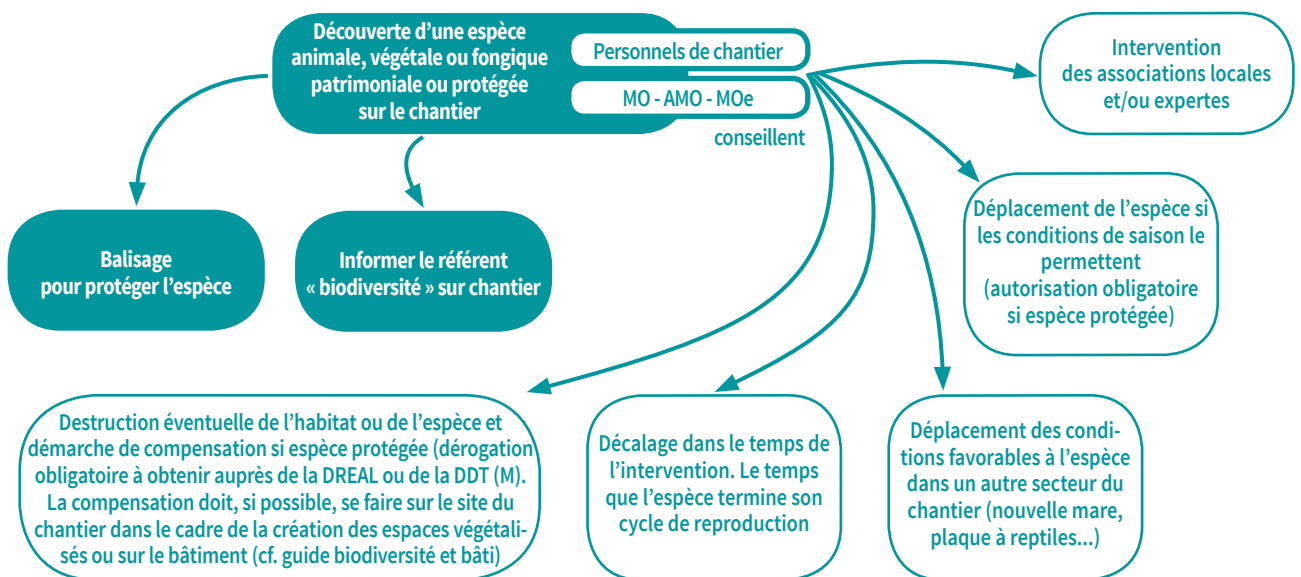 Découverte d’une espèce
animale, végétale ou fongique
patrimoniale ou protégée
sur le chantier
Personnels de chantier
MO - AMO - MOe
conseillent
Intervention
des associations locales
et/ou expertes
Balisage
pour protéger l’espèce
Informer le référent
« biodiversité » sur chantier
Déplacement de l’espèce si
les conditions de saison le
permettent
(autorisation obligatoire
si espèce protégée)
Destruction éventuelle de l’habitat ou de l’espèce et
démarche de compensation si espèce protégée (dérogation
obligatoire à obtenir auprès de la DREAL ou de la DDT (M).
La compensation doit, si possible, se faire sur le site du
chantier dans le cadre de la création des espaces végétali-
sés ou sur le bâtiment (cf. guide biodiversité et bâti)
Décalage dans le temps de
l’intervention. Le temps
que l’espèce termine son
cycle de reproduction
Déplacement des condi-
tions favorables à l’espèce
dans un autre secteur du
chantier (nouvelle mare,
plaque à reptiles...)